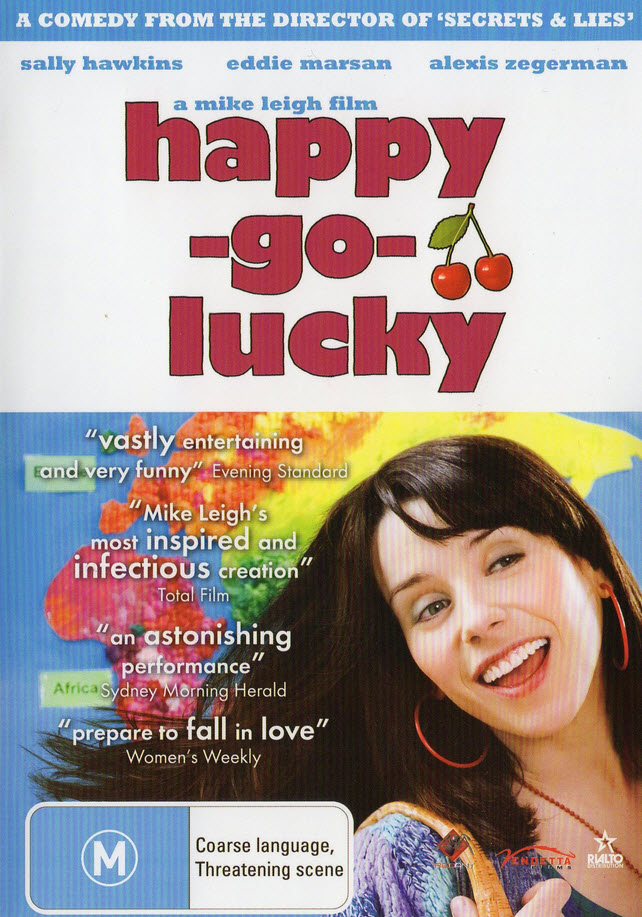 A COMEDY FROM THE DIRECTOR OF 'SECRETS & LIES'
sally hawkins eddie marsan alexis zegerman
a mike leigh film
happy
-go-
lucky
"vastly entertaining
and very funny" Evening Standard
"Mike Leigh's
most inspired and
infectious creation"
Total Film
"an astonishing
performance"
Africa
Sydney Morning Herald
"prepare to fall in love"
Women's Weekly
M
Coarse language,
Threatening scene
VENDETTA
FILMS
RIALTO
DISTRIBUTION